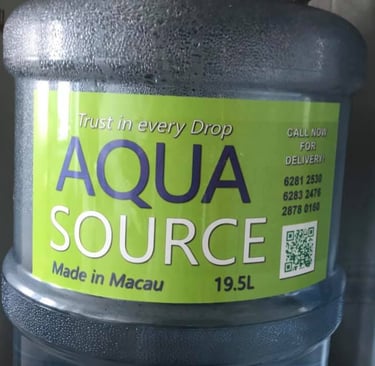 Trust in every Drop
AQUA
SOURCE
Made in Macau
19.5L
CALL NOW
FOR
DELIVERY!
6281 2530
6283 2476
2878 0168